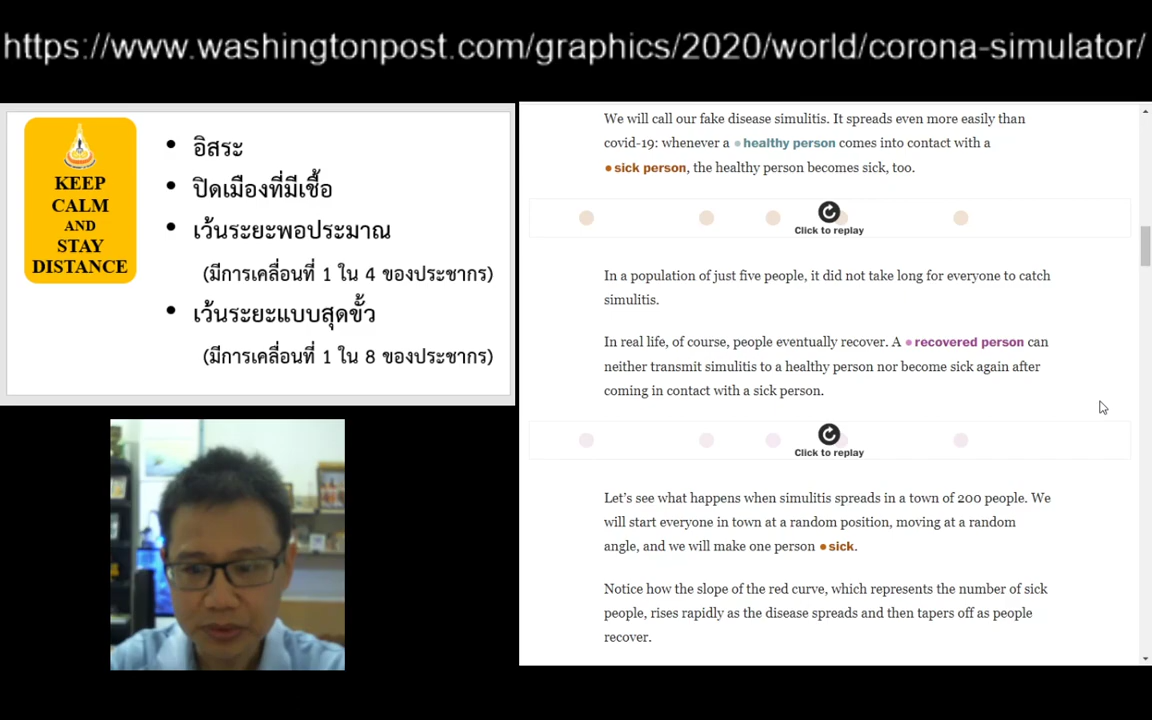 https://www.washingtonpost.com/graphics/2020/world/corona-simulator/
KEEP
CALM
AND
STAY
DISTANCE
• อิสระ
• ปิดเมืองที่มีเชื้อ
• เว้นระยะพอประมาณ
(มีการเคลื่อนที่ 1 ใน 4 ของประชากร)
• เว้นระยะแบบสุดขั้ว
(มีการเคลื่อนที่ 1 ใน 8 ของประชากร)
We will call our fake disease simulitis. It spreads even more easily than
covid-19: whenever a healthy person comes into contact with a
sick person, the healthy person becomes sick, too.
Click to replay
In a population of just five people, it did not take long for everyone to catch
simulitis.
In real life, of course, people eventually recover. A recovered person can
neither transmit simulitis to a healthy person nor become sick again after
coming in contact with a sick person.
Click to replay
Let's see what happens when simulitis spreads in a town of 200 people. We
will start everyone in town at a random position, moving at a random
angle, and we will make one person sick.
Notice how the slope of the red curve, which represents the number of sick
people, rises rapidly as the disease spreads and then tapers off as people
recover.